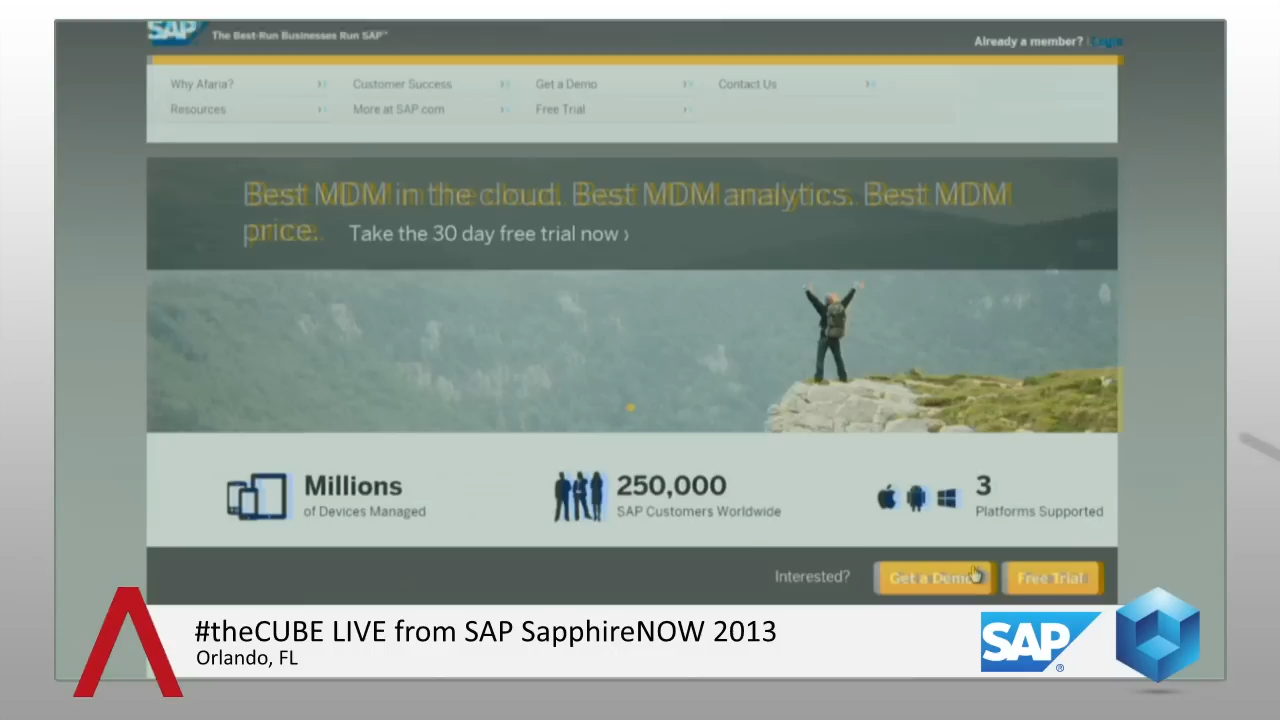 SAP The Best-Run Businesses Run SAP™
Already a member? Login
Why Afaria? Customer Success Get a Demo Contact Us
Resources More at SAP.com Free Trial
Best MDM in the cloud. Best MDM analytics. Best MDM
price. Take the 30 day free trial now ›
Millions
of Devices Managed
250,000
SAP Customers Worldwide
3
Platforms Supported
Interested? Get a Demo Free Trial
#theCUBE LIVE from SAP SapphireNOW 2013
Orlando, FL
SAP®